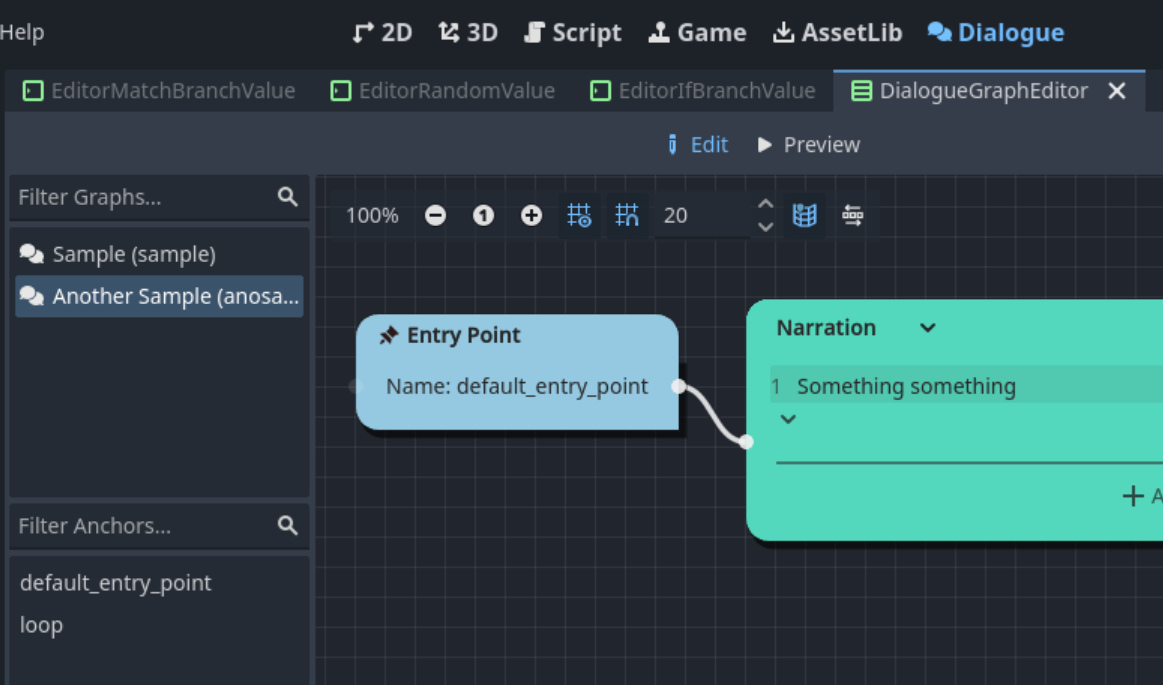 Help 2D 3D Script Game AssetLib Dialogue
EditorMatchBranchValue EditorRandomValue EditorIfBranchValue DialogueGraphEditor
Edit Preview
Filter Graphs...
100% 1 20
Sample (sample)
Another Sample (anosa...
Entry Point
Name: default_entry_point
Narration
1 Something something
Filter Anchors...
default_entry_point
loop